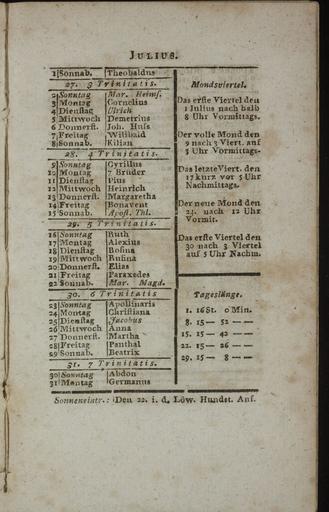 JULIUS.
1 Sonnab. Theobaldus
27. 3 Trinitatis.
2 Sonntag Mar. Heims.
3 Montag Cornelius
4 Dienstag Ulrich
5 Mittwoch Demetrius
6 Donnerst. Joh. Huss
7 Freitag Willibald
8 Sonnab. Kilian
28. 4 Trinitatis.
9 Sonntag Cyrillus
10 Montag 7 Brüder
11 Dienstag Pius
12 Mittwoch Heinrich
13 Donnerst. Margaretha
14 Freitag Bonavent
15 Sonnab. Apost. Thl.
29. 5 Trinitatis.
16 Sonntag Ruth
17 Montag Alexius
18 Dienstag Rosina
19 Mittwoch Rufina
20 Donnerst. Elias
21 Freitag Paraxedes
22 Sonnab. Mar. Magd.
30. 6 Trinitatis
23 Sonntag Apollinaris
24 Montag Christiana
25 Dienstag Jacobus
26 Mittwoch Anna
27 Donnerst. Martha
28 Freitag Panthal
29 Sonnab. Beatrix
31. 7 Trinitatis.
30 Sonntag Abdon
31 Montag Germanus
Mondsviertel.
Das erste Viertel den
1 Julius nach halb
8 Uhr Vormittags.
Der volle Mond den
9 nach 3 Viert. auf
3 Uhr Vormittags.
Das letzte Viert. den
17 kurz vor 5 Uhr
Nachmittags.
Der neue Mond den
24. nach 12 Uhr
Vormit.
Das erste Viertel den
30 nach 3 Viertel
auf 5 Uhr Nachm.
Tageslänge.
1. 16 St. 0 Min.
8. 15 — 52 —
15. 15 — 42 —
22. 15 — 26 —
29. 15 — 8 —
Sonneneintr.: Den 22. i. d. Löw. Hundst. Anf.